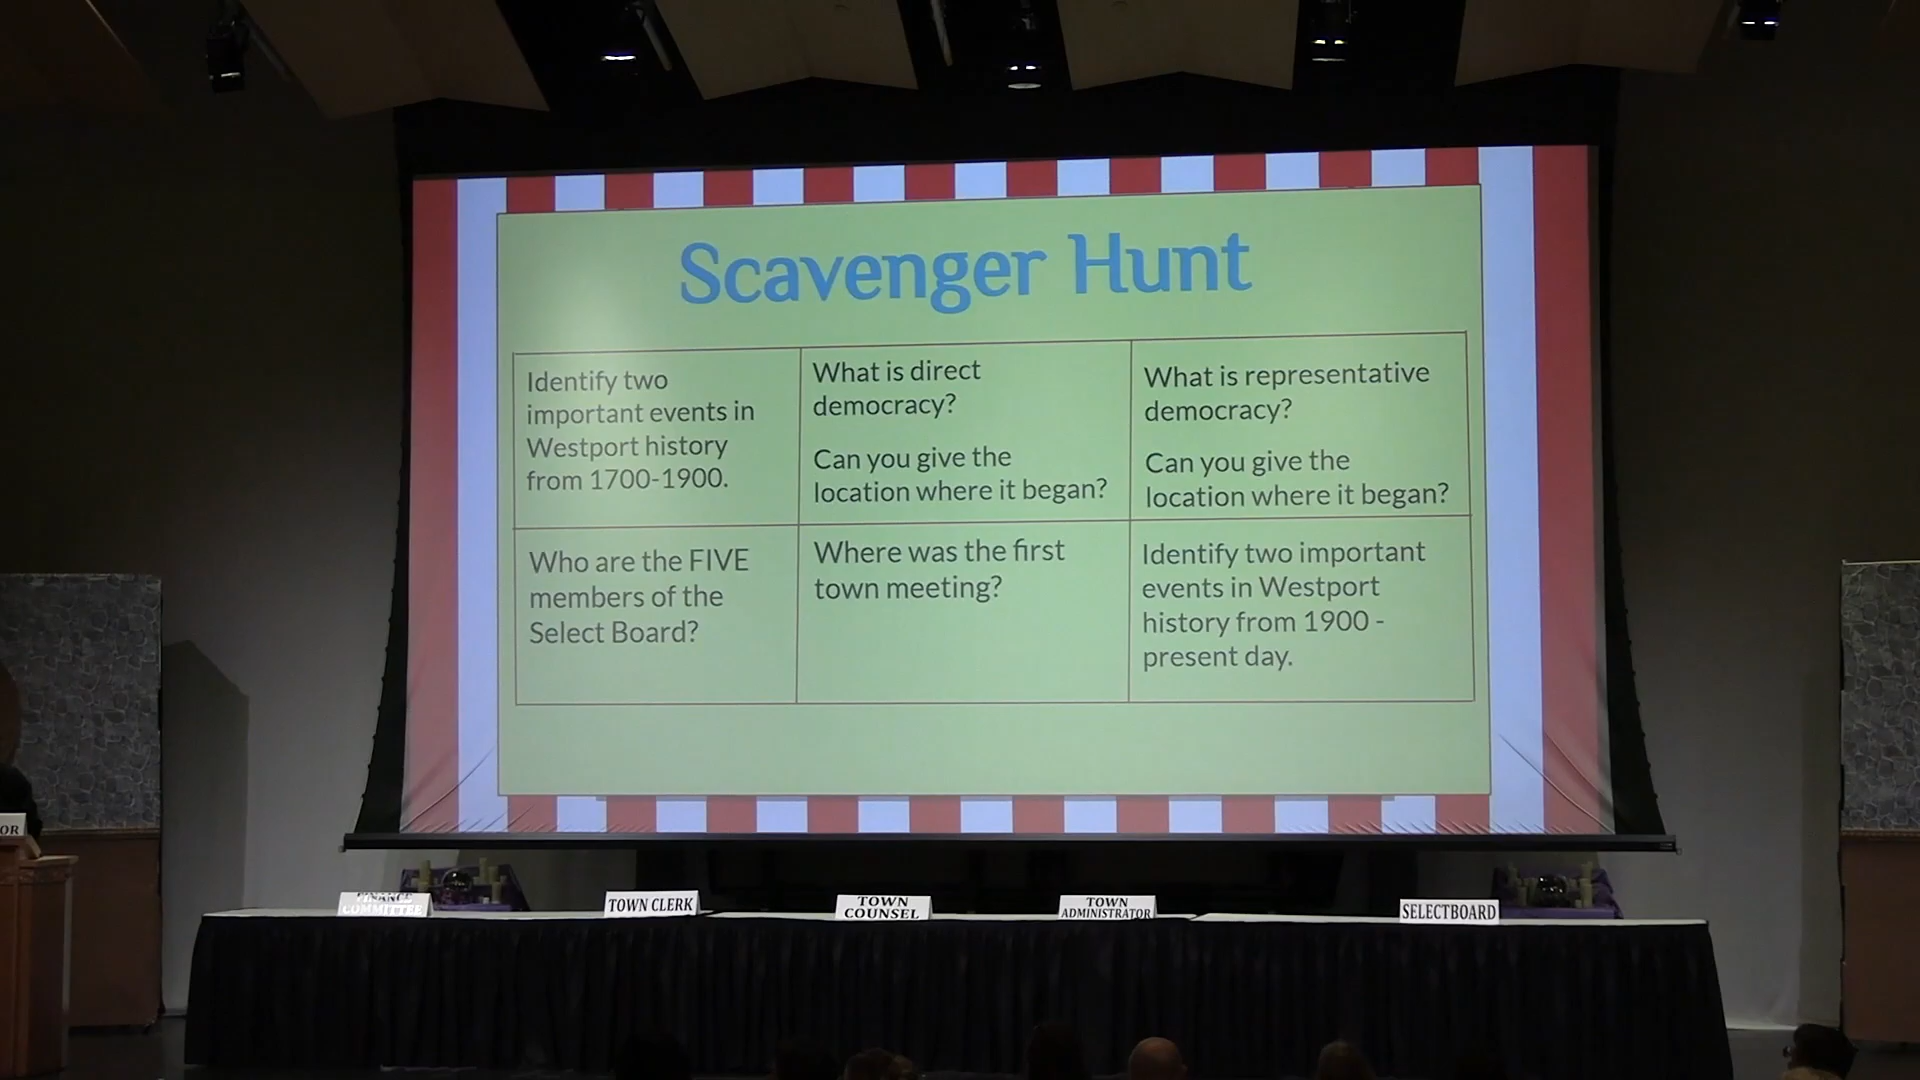 Scavenger Hunt
Identify two
important events in
Westport history
from 1700-1900.
What is direct
democracy?
Can you give the
location where it began?
What is representative
democracy?
Can you give the
location where it began?
Who are the FIVE
members of the
Select Board?
Where was the first
town meeting?
Identify two important
events in Westport
history from 1900 -
present day.
OR
FINANCE
COMMITTEE
TOWN CLERK
TOWN
COUNSEL
TOWN
ADMINISTRATOR
SELECTBOARD